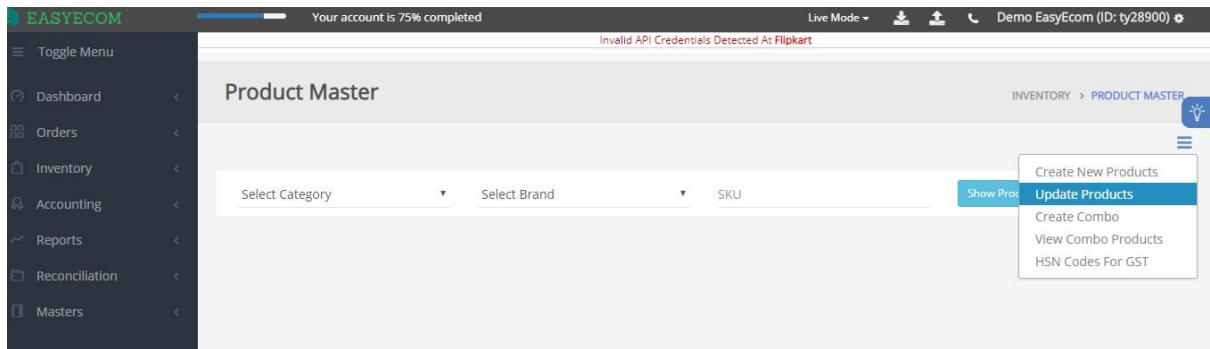 EASYECOM
Your account is 75% completed
Live Mode
Demo EasyEcom (ID: ty28900)
Toggle Menu
Invalid API Credentials Detected At Flipkart
Dashboard
Product Master
INVENTORY > PRODUCT MASTER
Orders
Inventory
Create New Products
Select Category
Select Brand
SKU
Show Prod
Update Products
Accounting
Create Combo
Reports
View Combo Products
HSN Codes For GST
Reconciliation
Masters